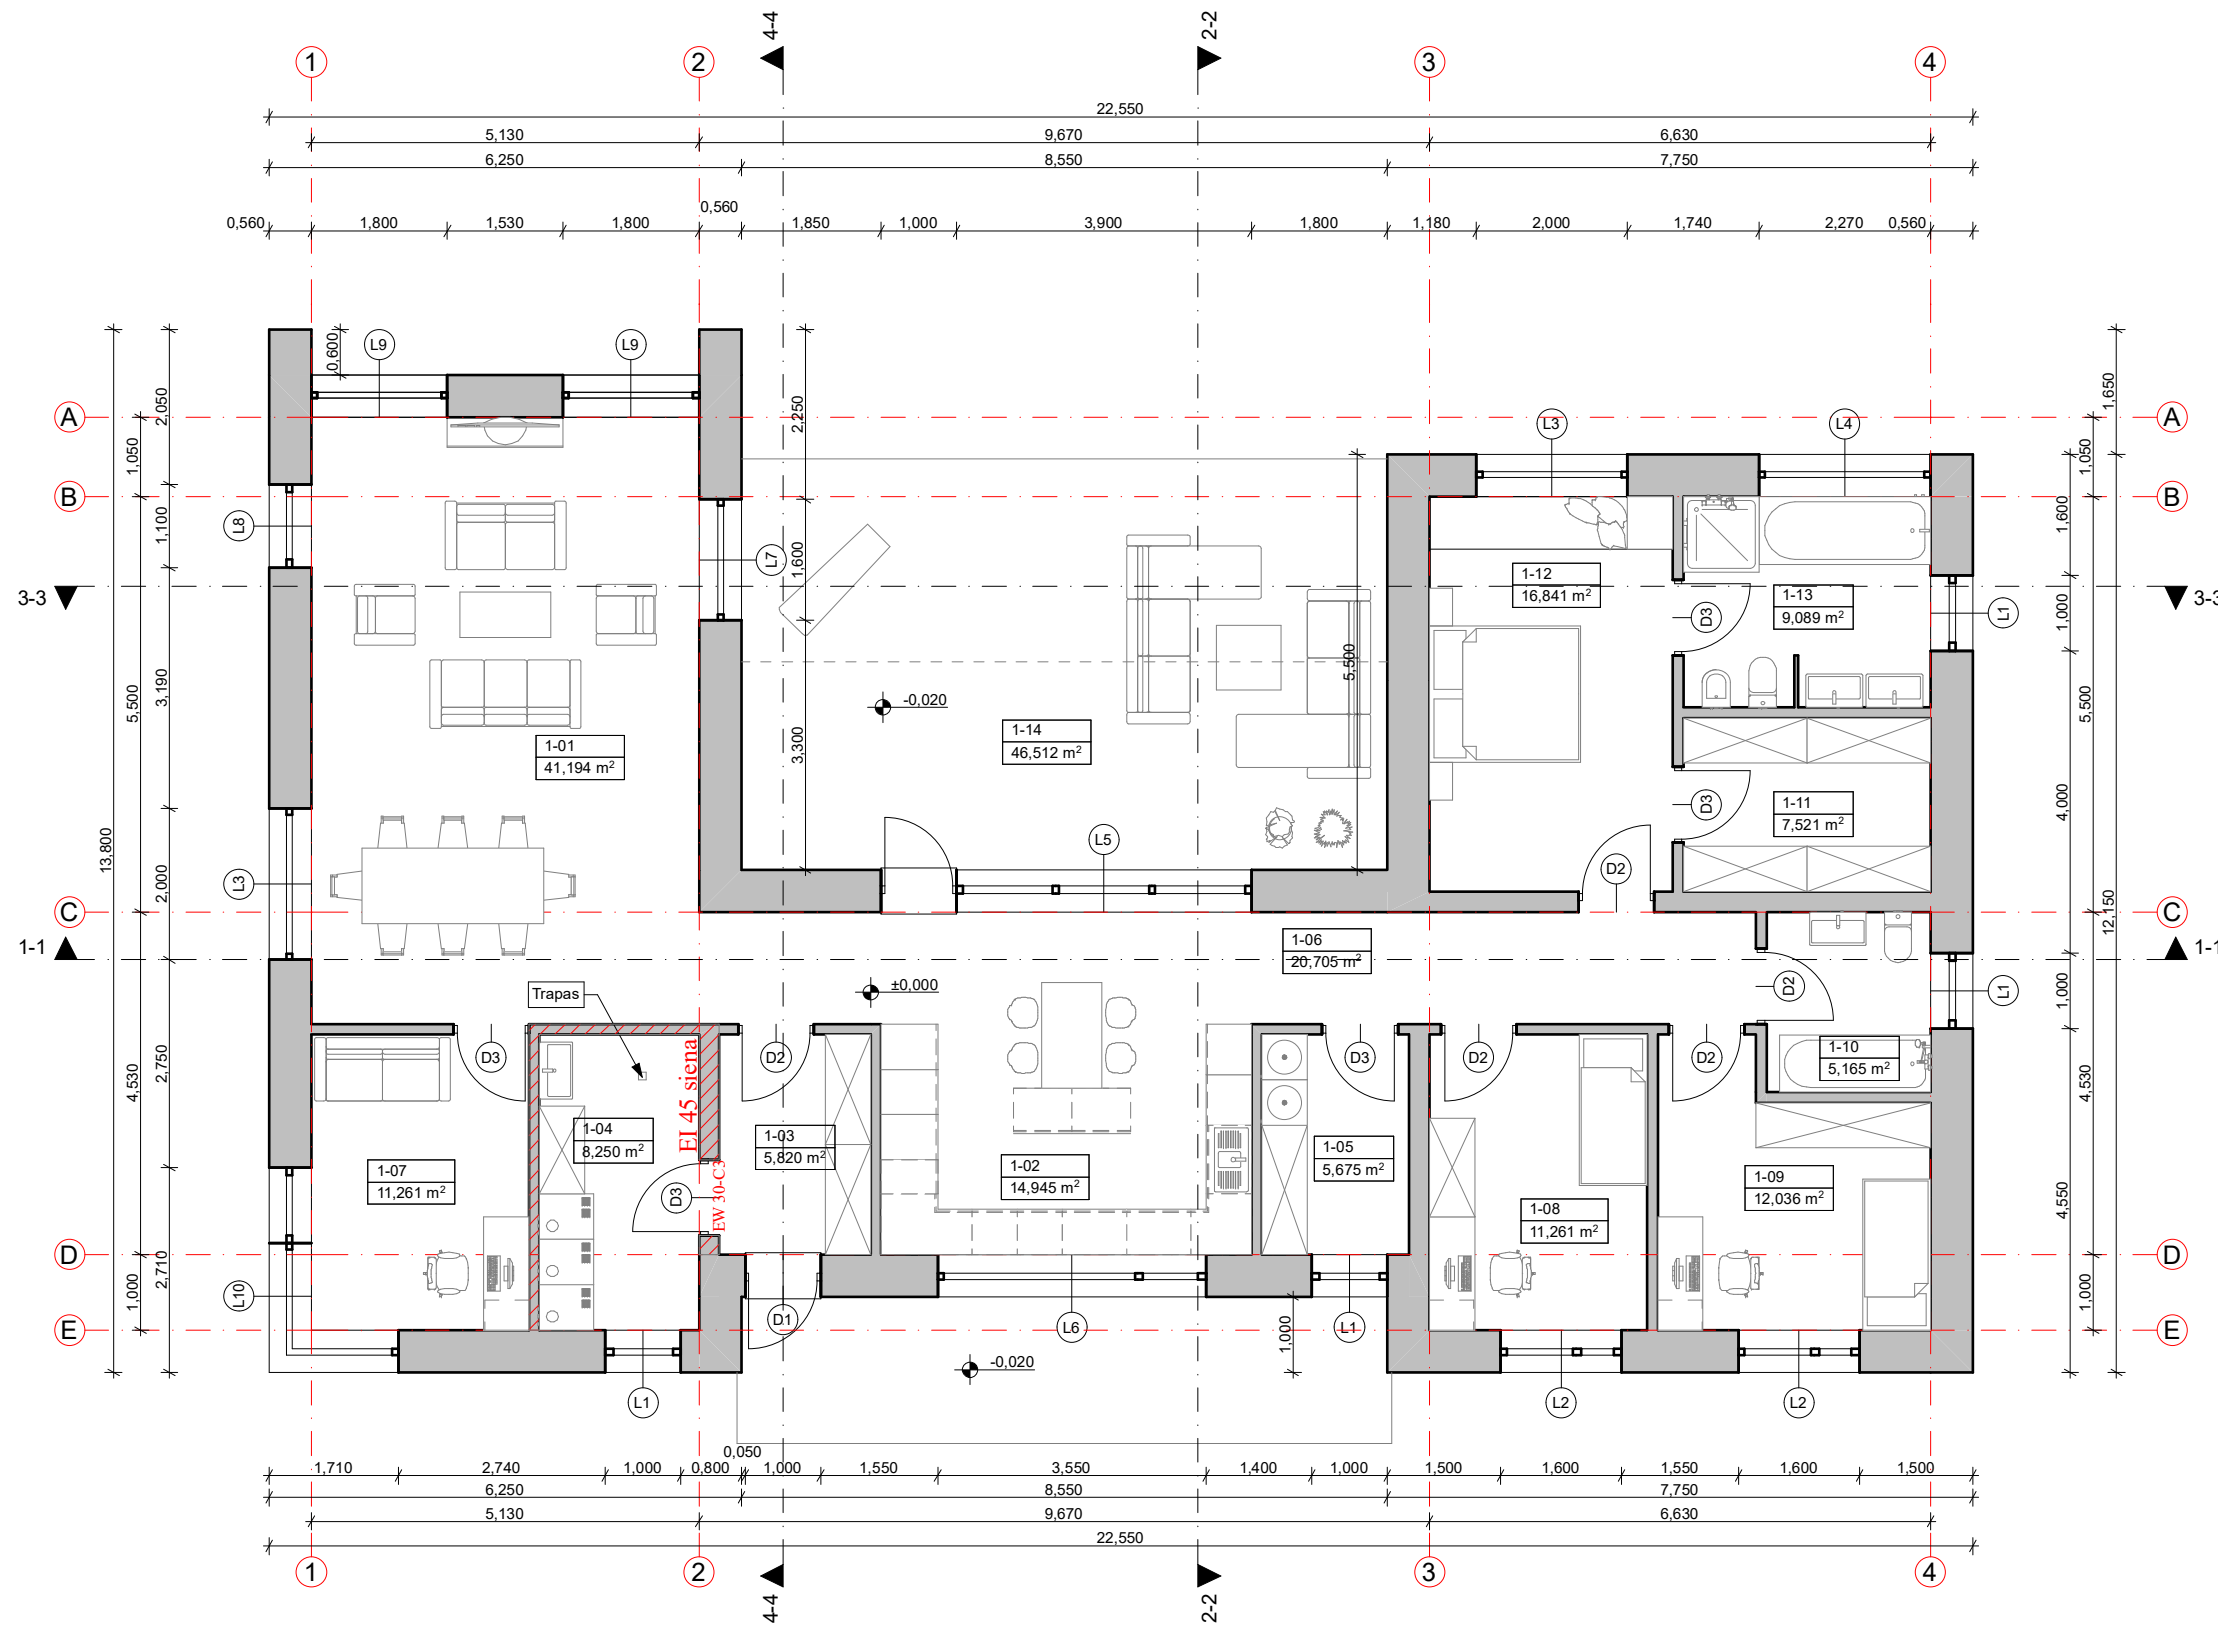 4-4
2-2
1
2
3
4
22,550
5,130
9,670
6,630
6,250
8,550
7,750
0,560
1,800
1,530
1,800
0,560
1,850
1,000
3,900
1,800
1,180
2,000
1,740
2,270
0,560
0,600
L9
L9
2,050
2,250
1,650
A
L3
L4
A
1,050
1,050
B
B
L8
1,100
L7
1,600
5,500
1,600
1-12
16,841 m²
1-13
9,089 m²
3-3
3-3
D3
1,000
L1
3,190
5,500
-0,020
5,500
1-14
46,512 m²
1-01
41,194 m²
3,300
13,800
D3
1-11
7,521 m²
4,000
L5
D2
L3
2,000
C
C
12,150
1-06
20,705 m²
1-1
1-1
±0,000
Trapas
D2
1,000
L1
D3
EI 45 siena
D2
D3
D2
D2
1-10
5,165 m²
2,750
4,530
4,530
1-04
8,250 m²
1-03
5,820 m²
1-05
5,675 m²
1-07
11,261 m²
1-02
14,945 m²
1-09
12,036 m²
D3
EW 30-C3
1-08
11,261 m²
4,550
D
D
2,710
1,000
L10
D1
L6
L1
1,000
1,000
E
E
-0,020
L1
L2
L2
0,050
1,710
2,740
1,000
0,800
1,000
1,550
3,550
1,400
1,000
1,500
1,600
1,550
1,600
1,500
6,250
8,550
7,750
5,130
9,670
6,630
22,550
1
2
3
4
4-4
2-2